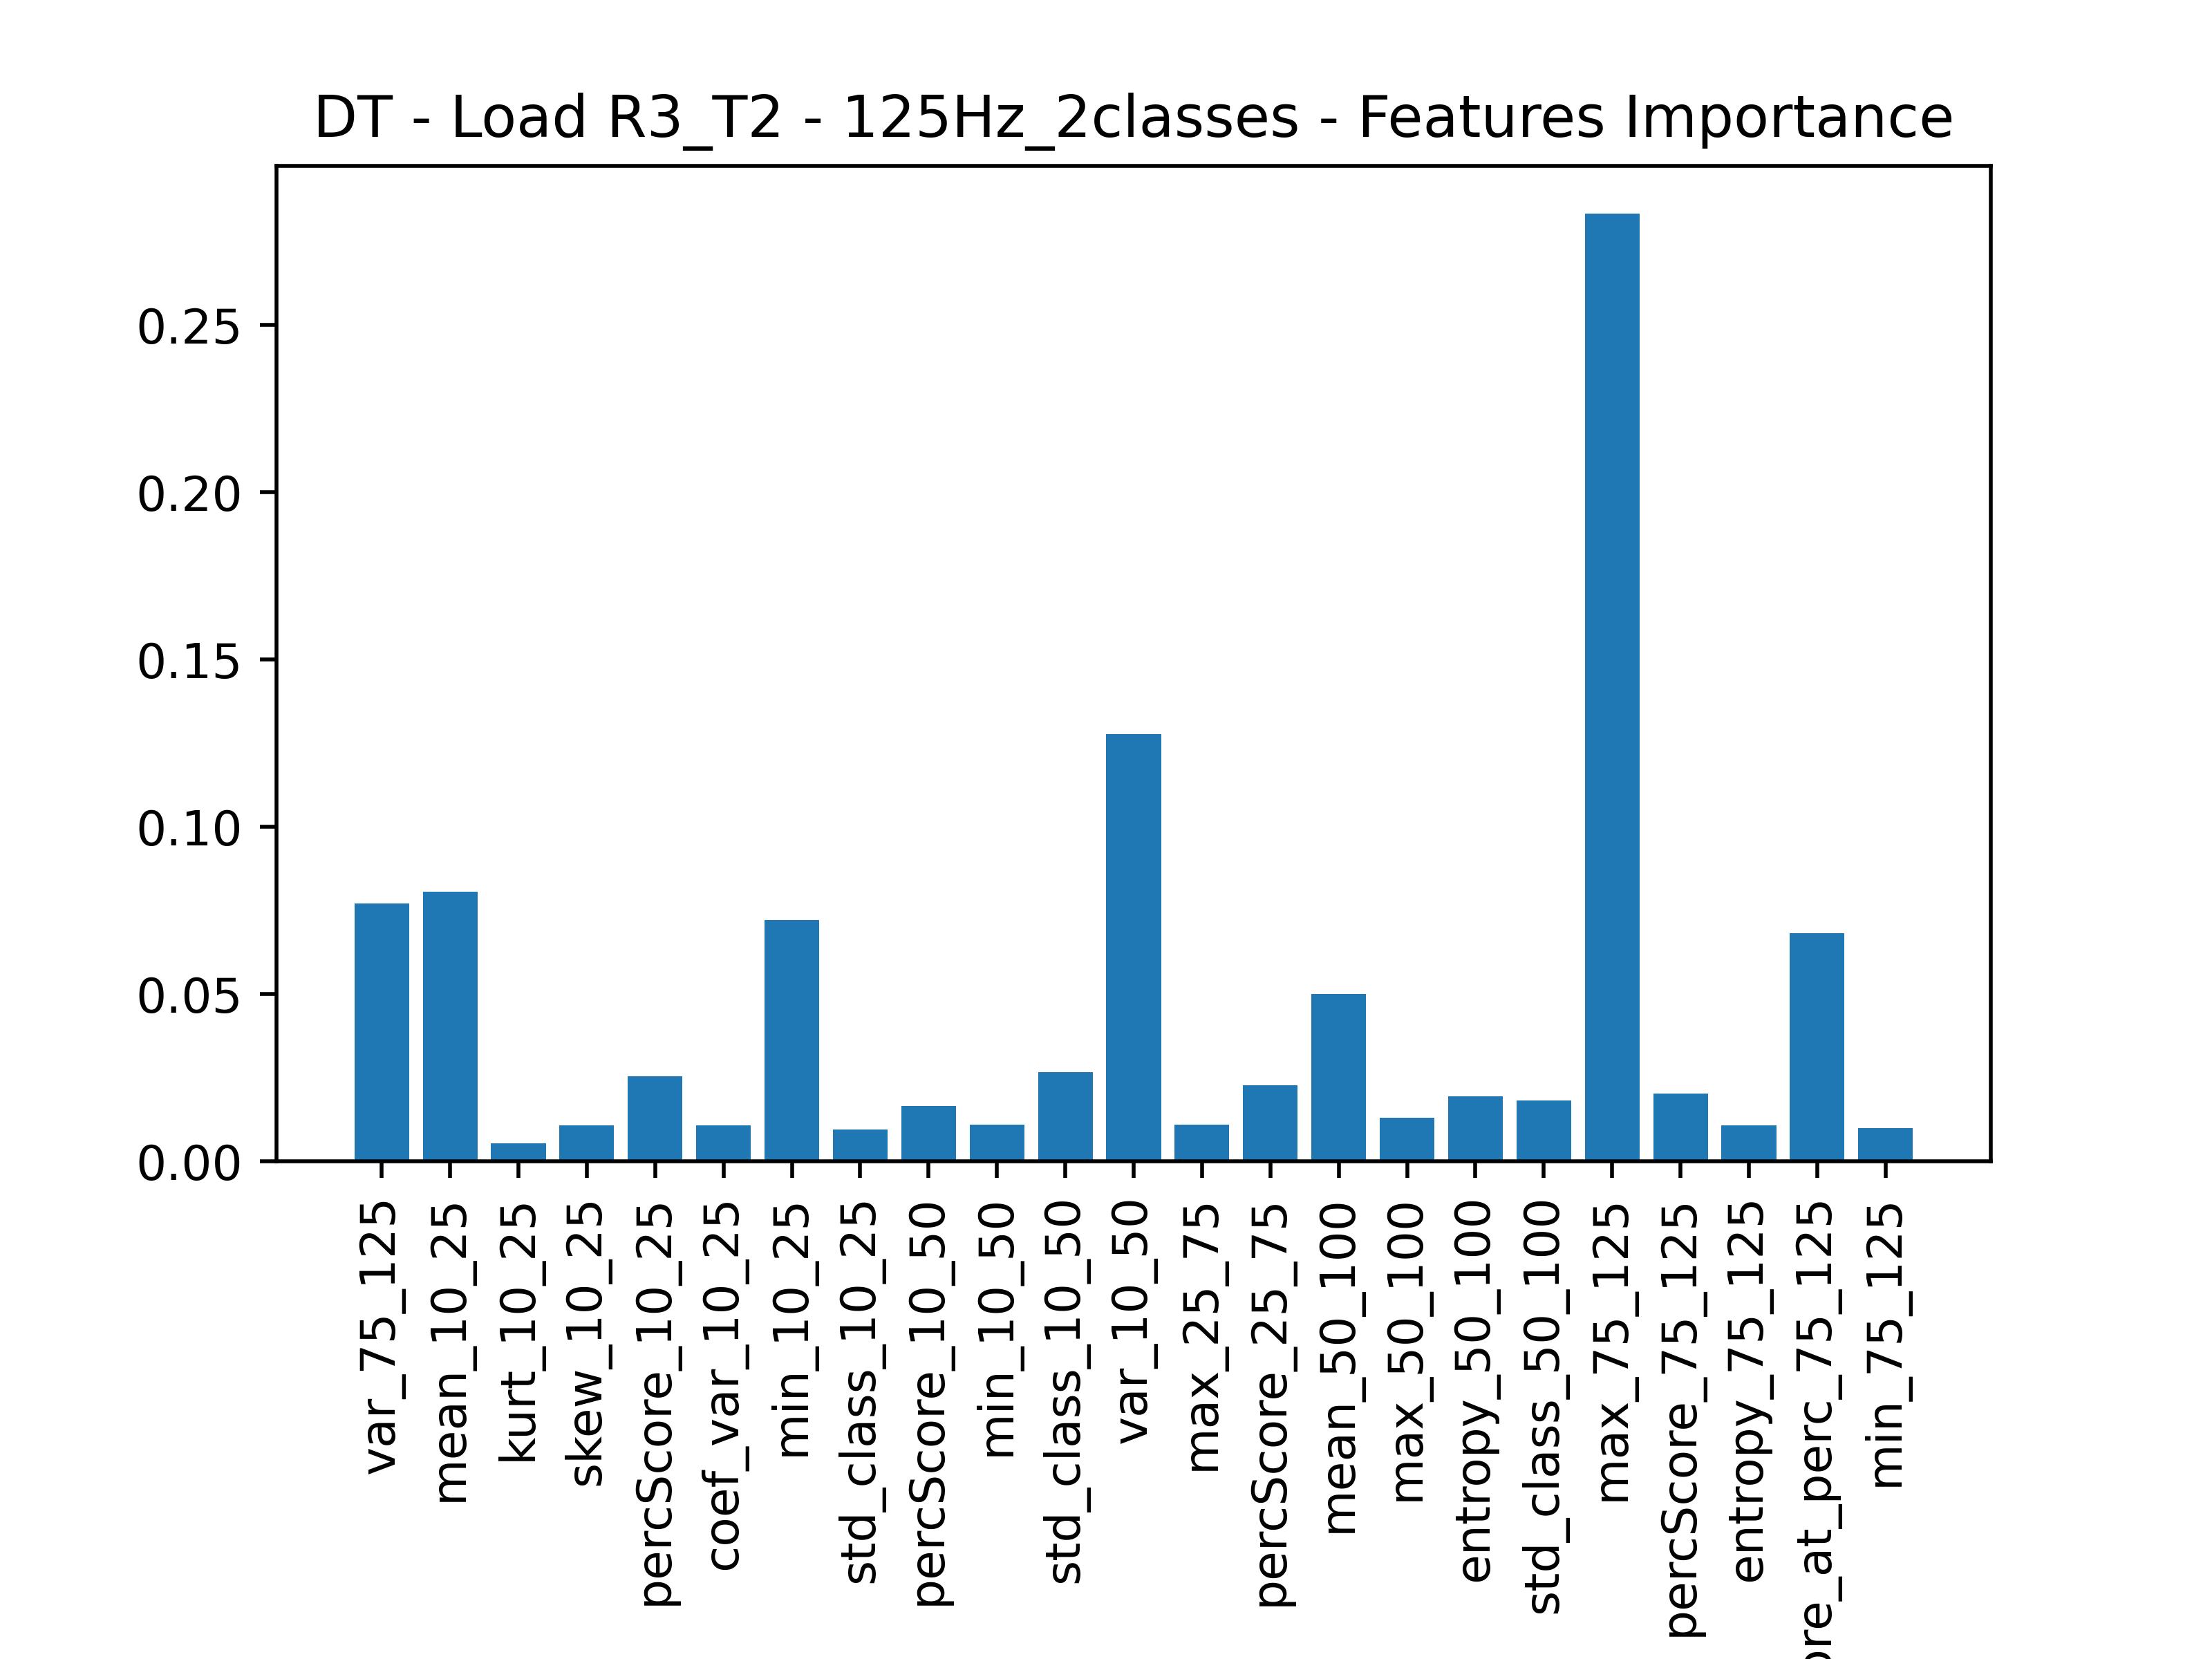 DT - Load R3_T2 - 125Hz_2classes - Features Importance
0.25
0.20
0.15
0.10
0.05
0.00
var_75_125
mean_10_25
kurt_10_25
skew_10_25
percScore_10_25
coef_var_10_25
min_10_25
std_class_10_25
percScore_10_50
min_10_50
std_class_10_50
var_10_50
max_25_75
percScore_25_75
mean_50_100
max_50_100
entropy_50_100
std_class_50_100
max_75_125
percScore_75_125
entropy_75_125
ore_at_perc_75_125
min_75_125